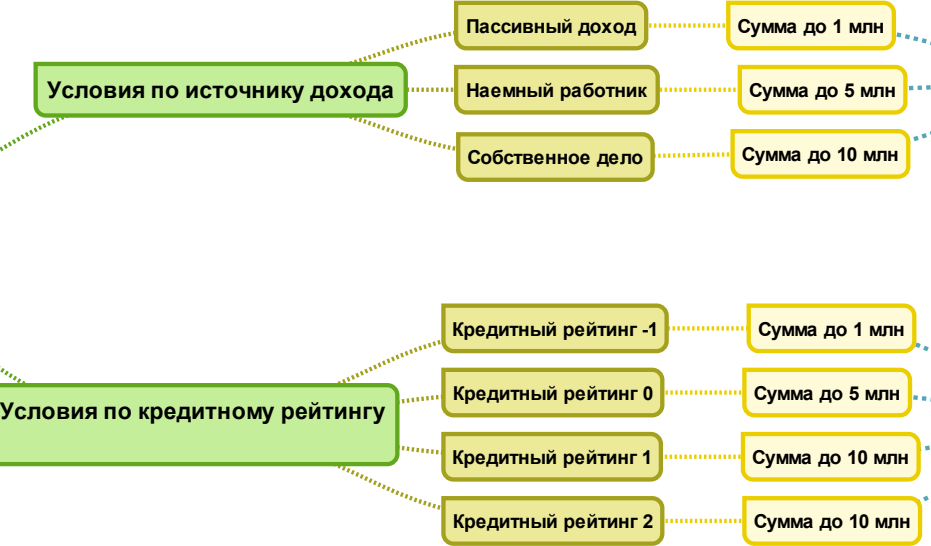 Условия по источнику дохода
Пассивный доход
Сумма до 1 млн
Наемный работник
Сумма до 5 млн
Собственное дело
Сумма до 10 млн
Условия по кредитному рейтингу
Кредитный рейтинг -1
Сумма до 1 млн
Кредитный рейтинг 0
Сумма до 5 млн
Кредитный рейтинг 1
Сумма до 10 млн
Кредитный рейтинг 2
Сумма до 10 млн